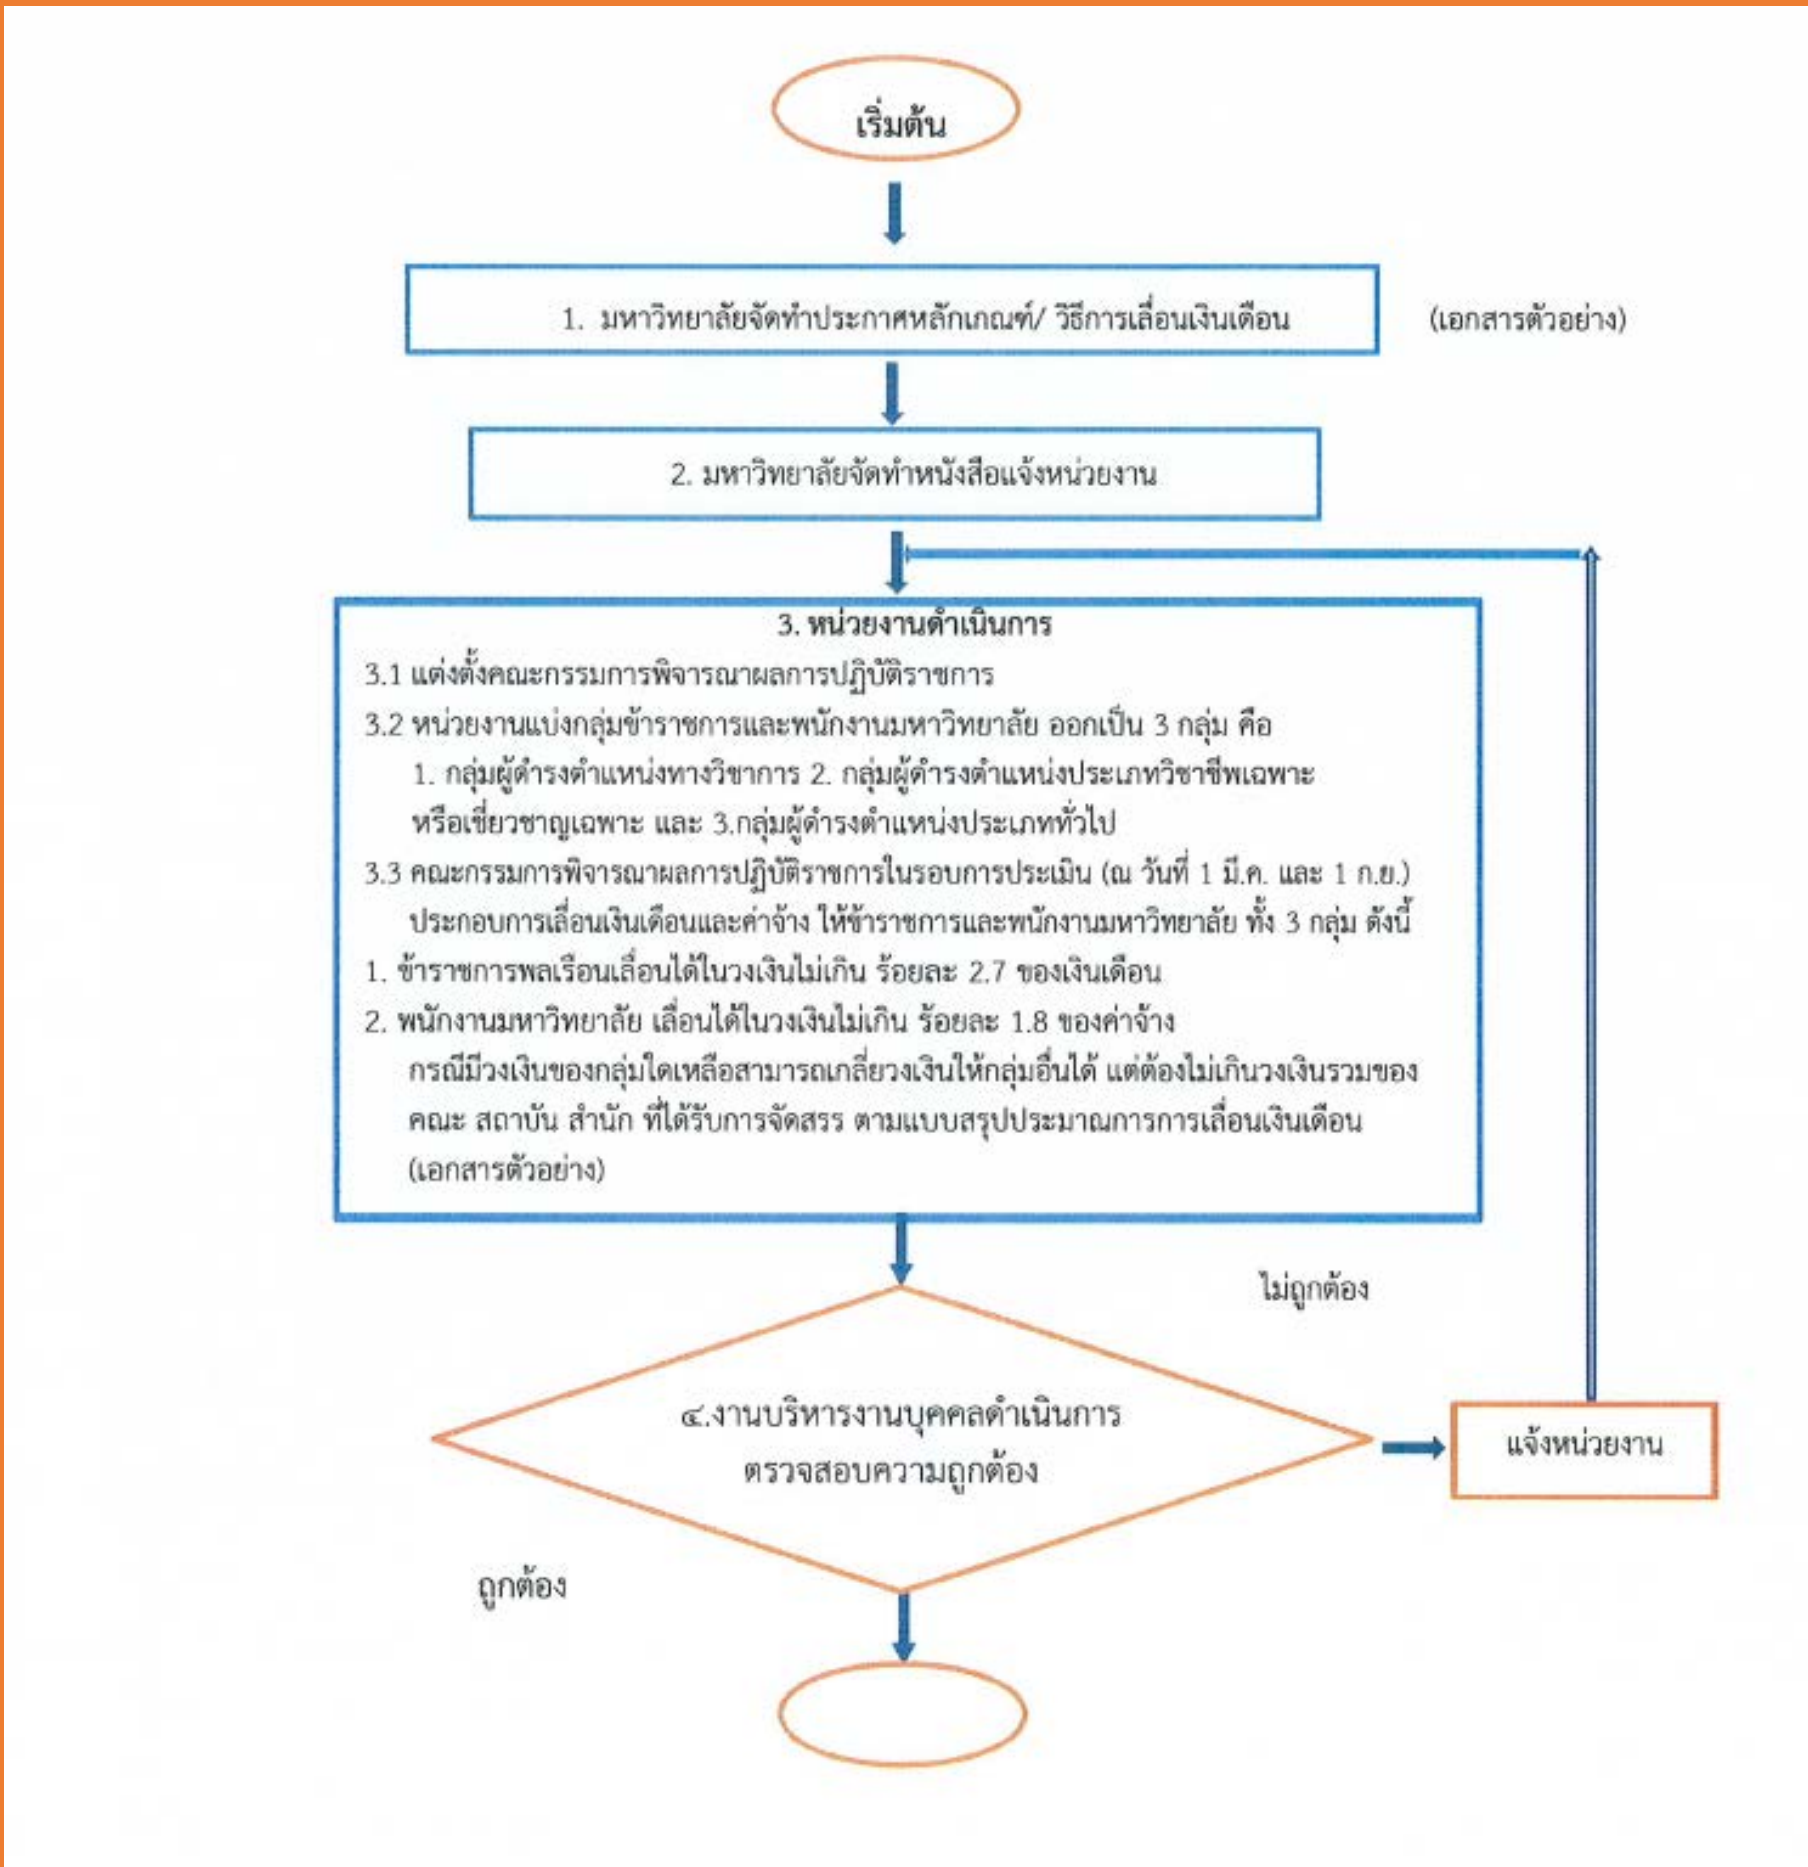 เริ่มต้น
1. มหาวิทยาลัยจัดทำประกาศหลักเกณฑ์/ วิธีการเลื่อนเงินเดือน
(เอกสารตัวอย่าง)
2. มหาวิทยาลัยจัดทำหนังสือแจ้งหน่วยงาน
3. หน่วยงานดำเนินการ
3.1 แต่งตั้งคณะกรรมการพิจารณาผลการปฏิบัติราชการ
3.2 หน่วยงานแบ่งกลุ่มข้าราชการและพนักงานมหาวิทยาลัย ออกเป็น 3 กลุ่ม คือ
1. กลุ่มผู้ดำรงตำแหน่งทางวิชาการ 2. กลุ่มผู้ดำรงตำแหน่งประเภทวิชาชีพเฉพาะ
หรือเชี่ยวชาญเฉพาะ และ 3.กลุ่มผู้ดำรงตำแหน่งประเภททั่วไป
3.3 คณะกรรมการพิจารณาผลการปฏิบัติราชการในรอบการประเมิน (ณ วันที่ 1 มี.ค. และ 1 ก.ย.)
ประกอบการเลื่อนเงินเดือนและค่าจ้าง ให้ข้าราชการและพนักงานมหาวิทยาลัย ทั้ง 3 กลุ่ม ดังนี้
1. ข้าราชการพลเรือนเลื่อนได้ในวงเงินไม่เกิน ร้อยละ 2.7 ของเงินเดือน
2. พนักงานมหาวิทยาลัย เลื่อนได้ในวงเงินไม่เกิน ร้อยละ 1.8 ของค่าจ้าง
กรณีมีวงเงินของกลุ่มใดเหลือสามารถเกลี่ยวงเงินให้กลุ่มอื่นได้ แต่ต้องไม่เกินวงเงินรวมของ
คณะ สถาบัน สำนัก ที่ได้รับการจัดสรร ตามแบบสรุปประมาณการการเลื่อนเงินเดือน
(เอกสารตัวอย่าง)
ไม่ถูกต้อง
๔.งานบริหารงานบุคคลดำเนินการ
ตรวจสอบความถูกต้อง
แจ้งหน่วยงาน
ถูกต้อง